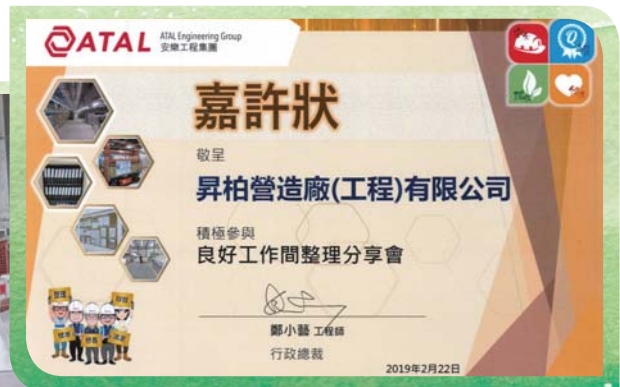 ATAL ATAL Engineering Group
安樂工程集團
嘉許狀
敬呈
昇柏營造廠(工程)有限公司
積極參與
良好工作間整理分享會
鄭小藝 工程師
行政總裁
2019年2月22日